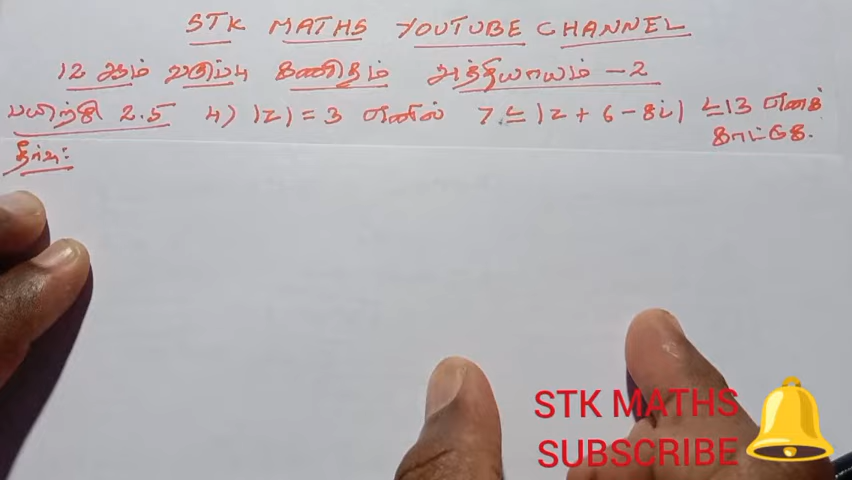 STK MATHS YOUTUBE CHANNEL
12 ஆம் வகுப்பு கணிதம் அத்தியாயம் - 2
பயிற்சி 2.5 4) |z| = 3 எனில் 7 ≤ |z + 6 - 8i| ≤ 13 எனக்
காட்டுக.
தீர்வு:
STK MATHS
SUBSCRIBE